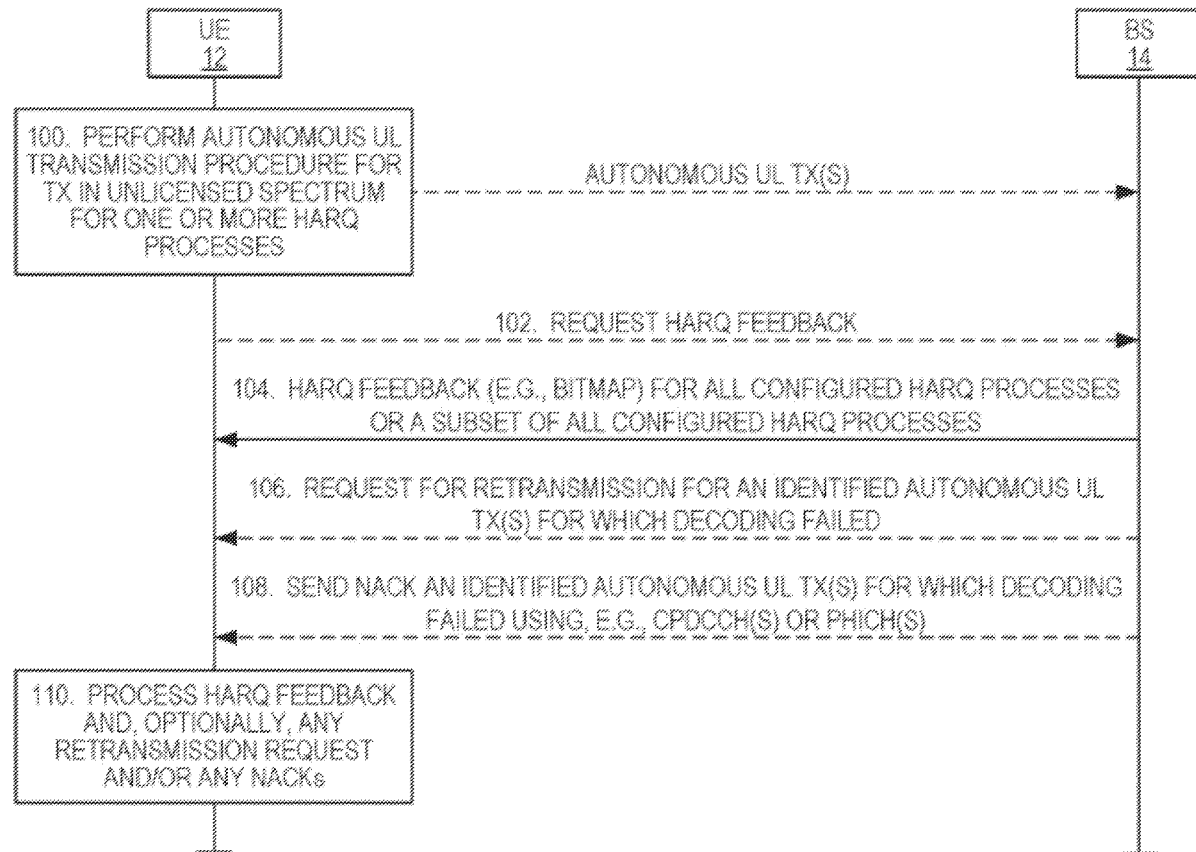 UE
12
BS
14
100. PERFORM AUTONOMOUS UL
TRANSMISSION PROCEDURE FOR
TX IN UNLICENSED SPECTRUM
FOR ONE OR MORE HARQ
PROCESSES
AUTONOMOUS UL TX(S)
102. REQUEST HARQ FEEDBACK
104. HARQ FEEDBACK (E.G., BITMAP) FOR ALL CONFIGURED HARQ PROCESSES
OR A SUBSET OF ALL CONFIGURED HARQ PROCESSES
106. REQUEST FOR RETRANSMISSION FOR AN IDENTIFIED AUTONOMOUS UL
TX(S) FOR WHICH DECODING FAILED
108. SEND NACK AN IDENTIFIED AUTONOMOUS UL TX(S) FOR WHICH DECODING
FAILED USING, E.G., CPDCCH(S) OR PHICH(S)
110. PROCESS HARQ FEEDBACK
AND, OPTIONALLY, ANY
RETRANSMISSION REQUEST
AND/OR ANY NACKs